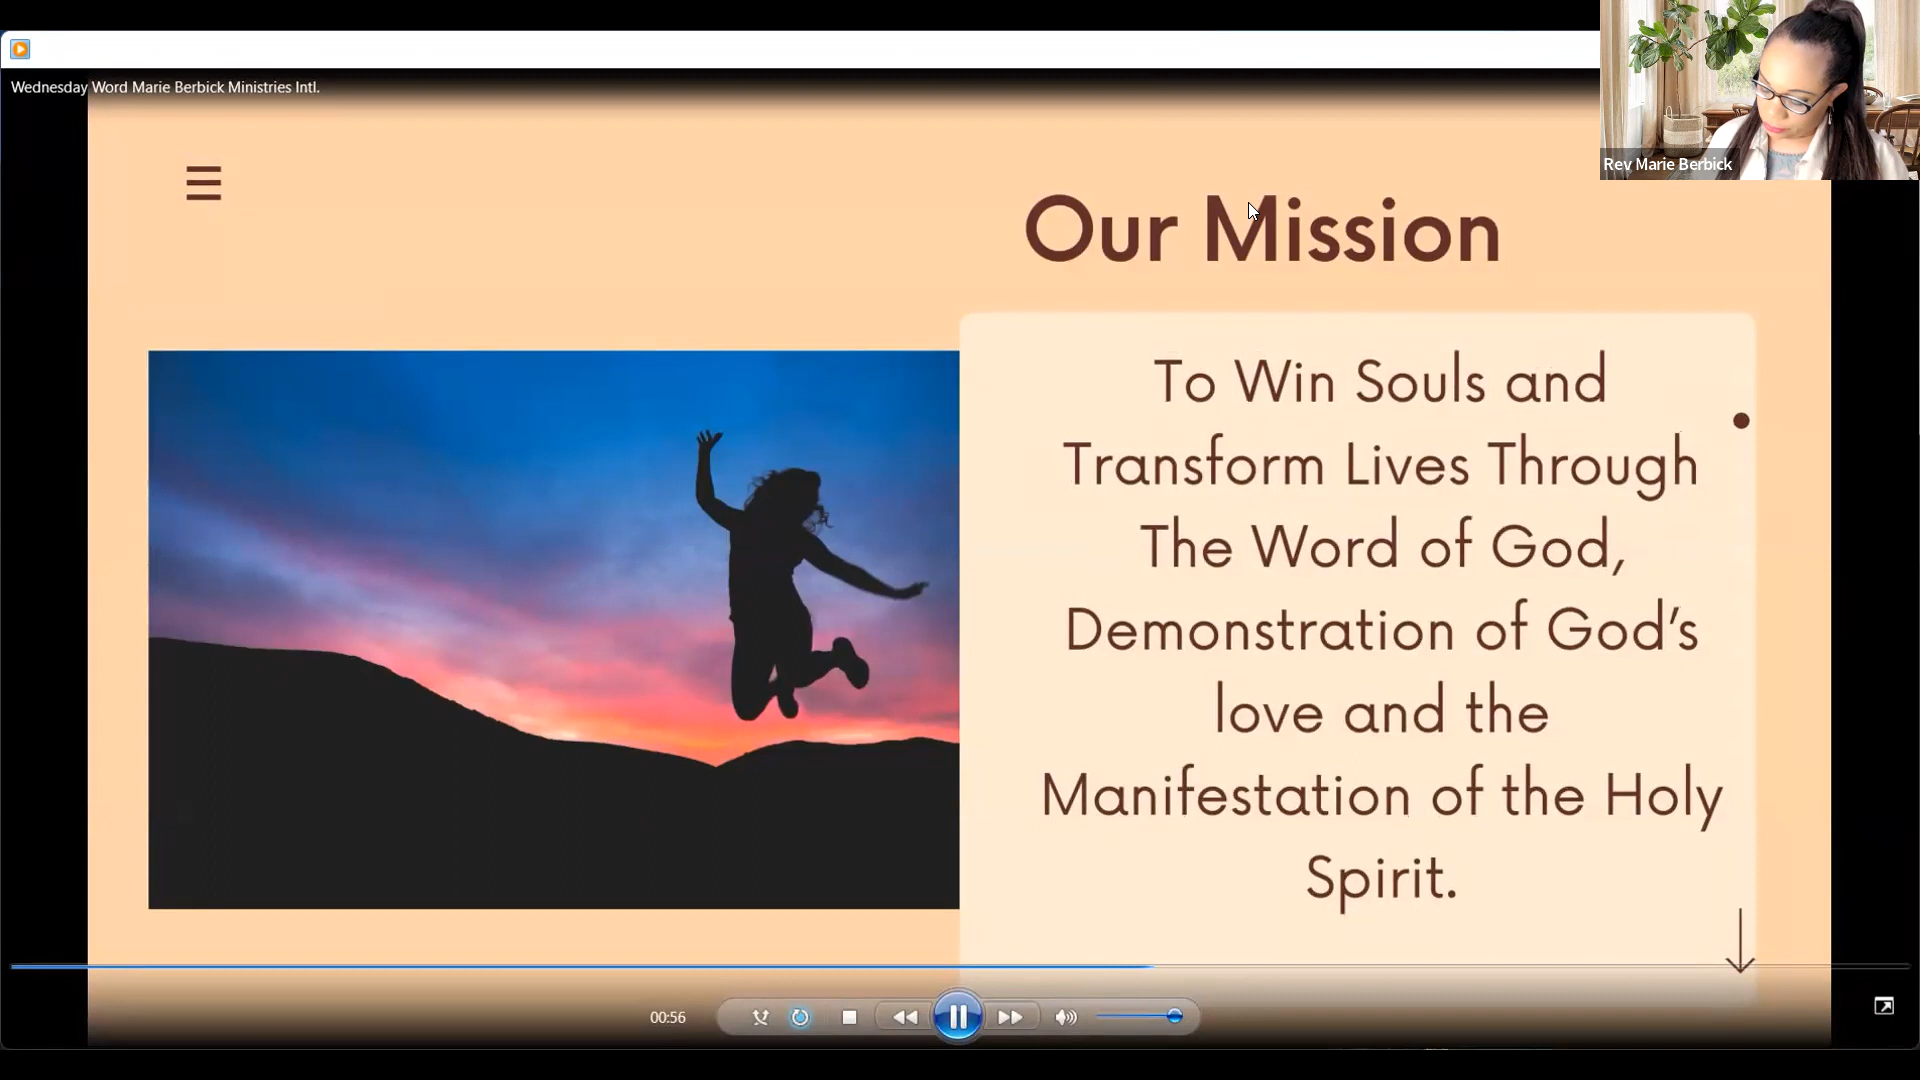 Wednesday Word Marie Berbick Ministries Intl.
Rev Marie Berbick
Our Mission
To Win Souls and
Transform Lives Through
The Word of God,
Demonstration of God's
love and the
Manifestation of the Holy
Spirit.
00:56